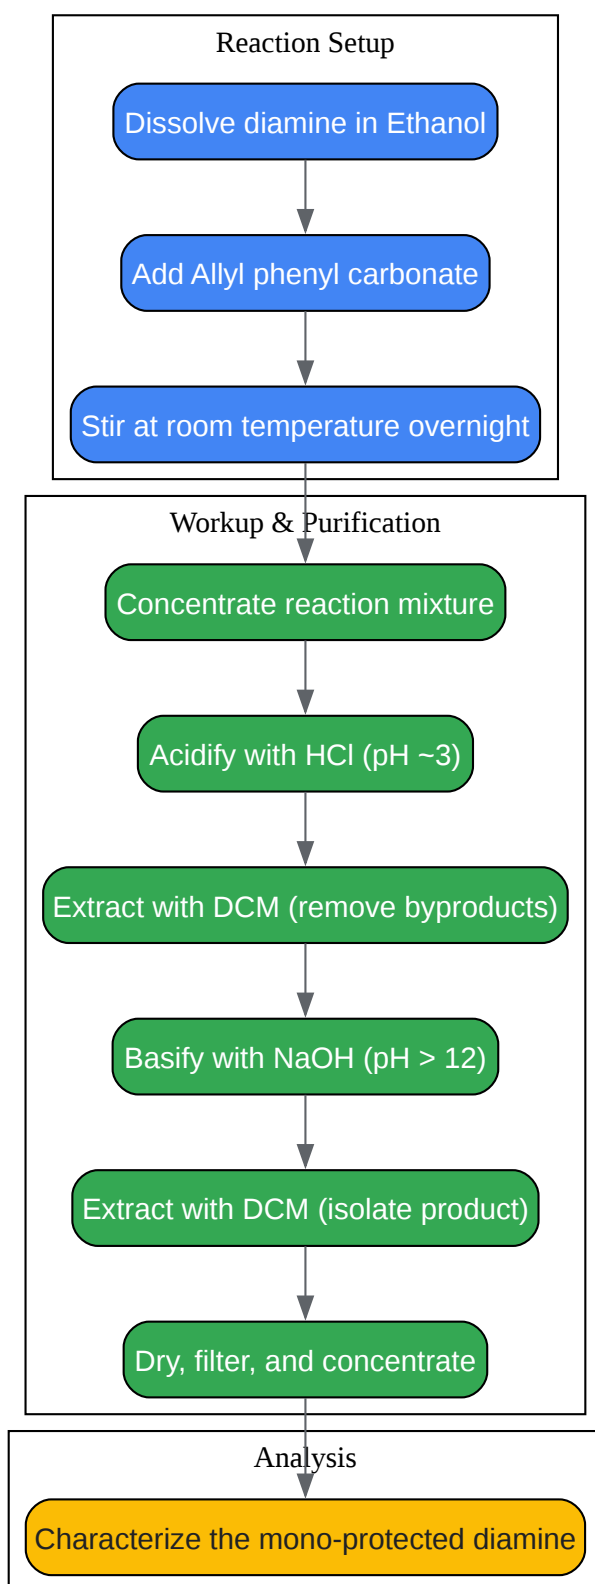 Reaction Setup
Dissolve diamine in Ethanol
Add Allyl phenyl carbonate
Stir at room temperature overnight
Workup & Purification
Concentrate reaction mixture
Acidify with HCl (pH ~3)
Extract with DCM (remove byproducts)
Basify with NaOH (pH > 12)
Extract with DCM (isolate product)
Dry, filter, and concentrate
Analysis
Characterize the mono-protected diamine